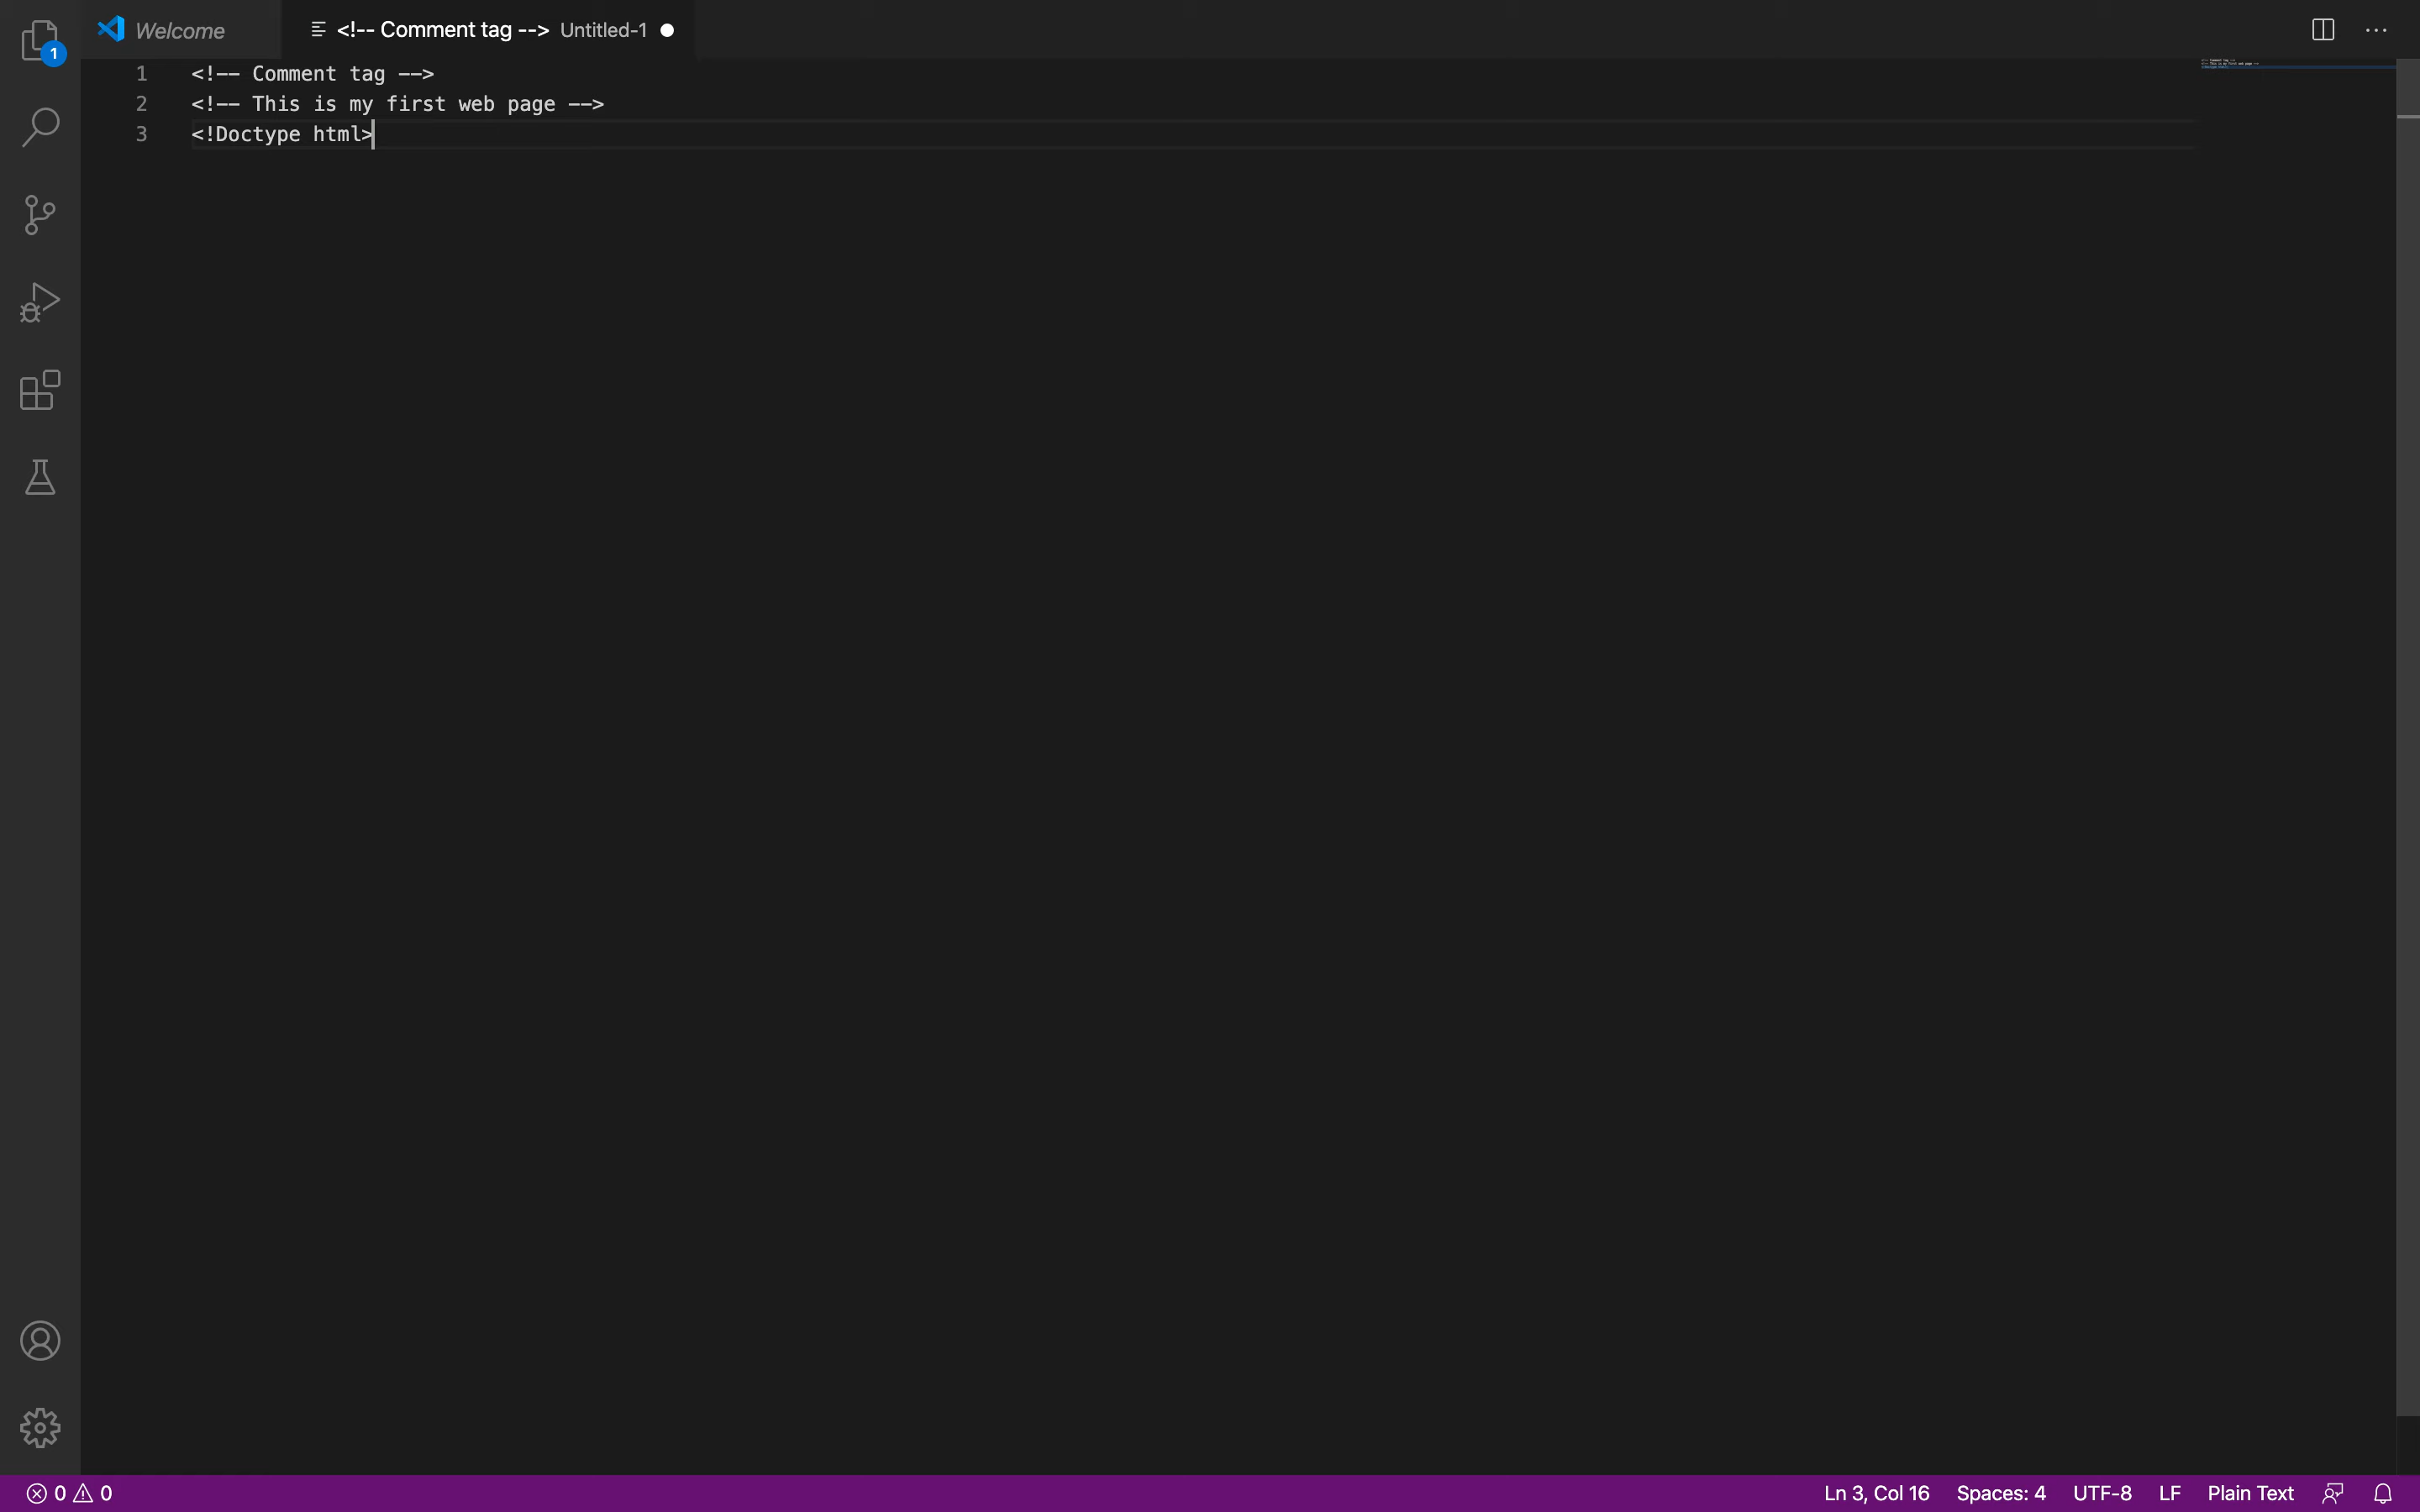 1
Welcome
<!-- Comment tag --> Untitled-1
1 <!-- Comment tag -->
2 <!-- This is my first web page -->
3 <!Doctype html>
0 0
Ln 3, Col 16 Spaces: 4 UTF-8 LF Plain Text